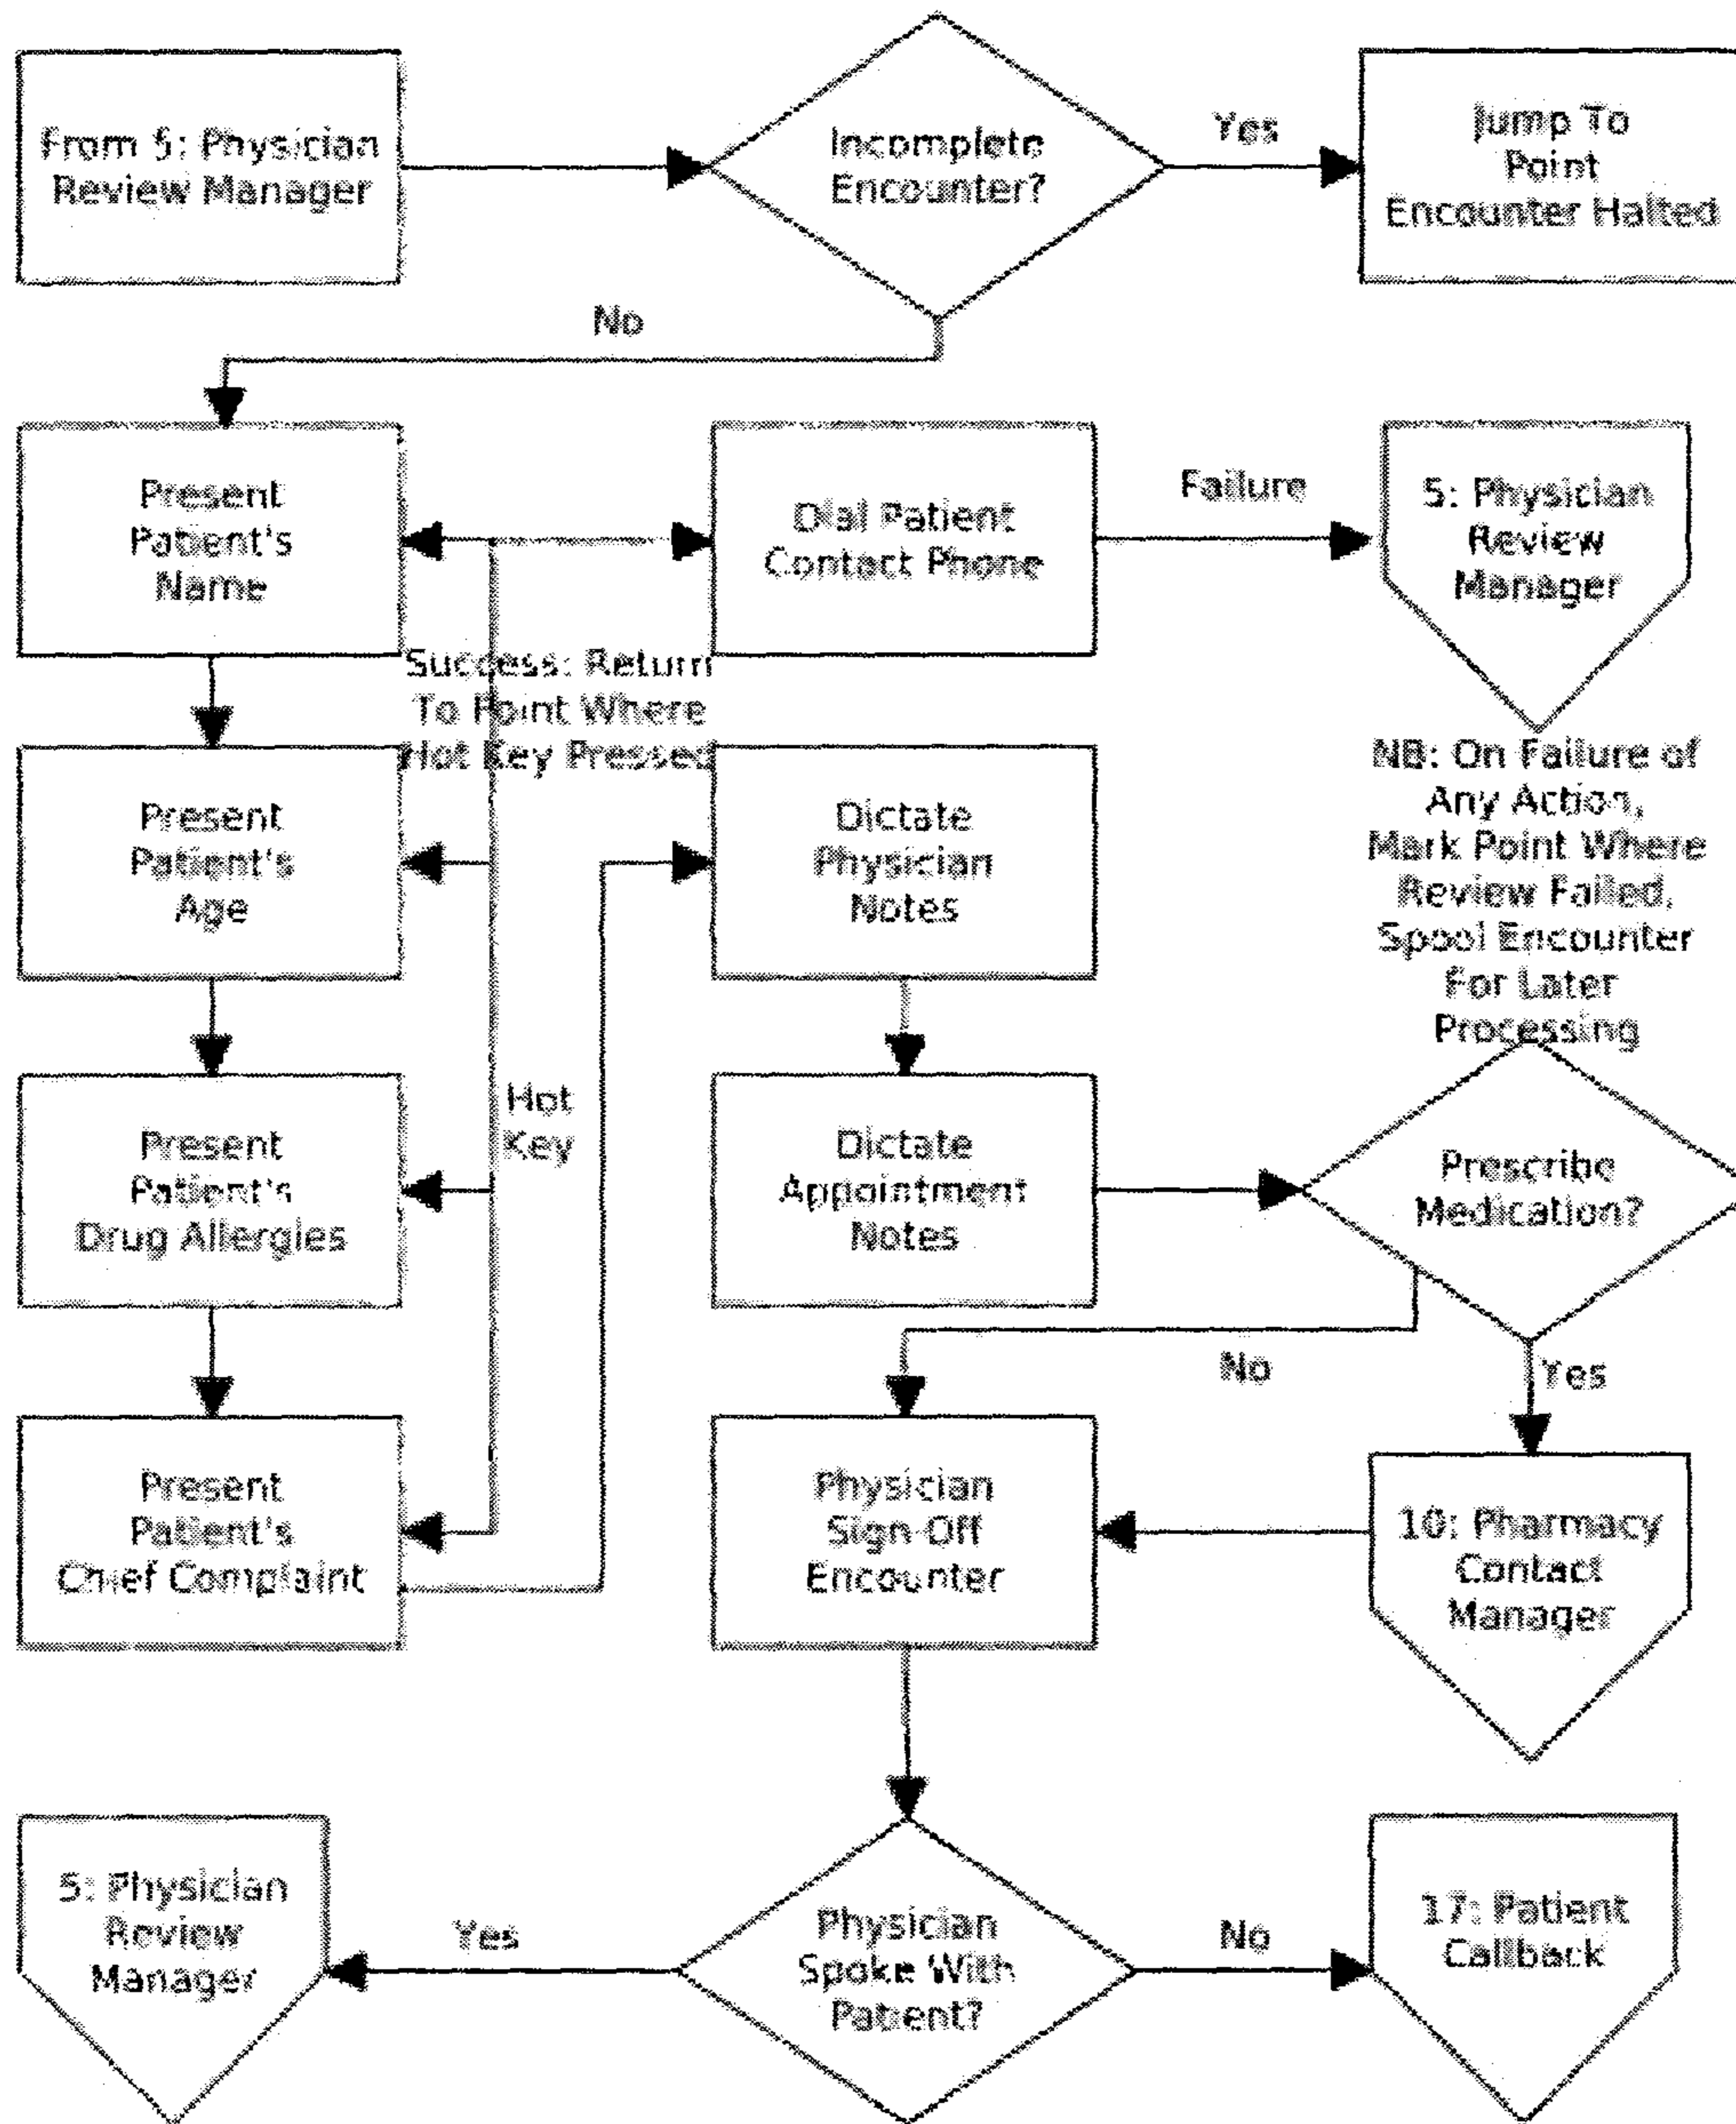 From 5: Physician
Review Manager
Incomplete
Encounter?
Yes
Jump To
Point
Encounter Halted
No
Present
Patient's
Name
Dial Patient
Contact Phone
Failure
5: Physician
Review
Manager
Success: Return
To Point Where
Hot Key Pressed
NB: On Failure of
Any Action,
Mark Point Where
Review Failed,
Spool Encounter
For Later
Processing
Present
Patient's
Age
Dictate
Physician
Notes
Hot
Key
Present
Patient's
Drug Allergies
Dictate
Appointment
Notes
Prescribe
Medication?
No
Yes
Present
Patient's
Chief Complaint
Physician
Sign-Off
Encounter
10: Pharmacy
Contact
Manager
5: Physician
Review
Manager
Yes
Physician
Spoke With
Patient?
No
17: Patient
Callback